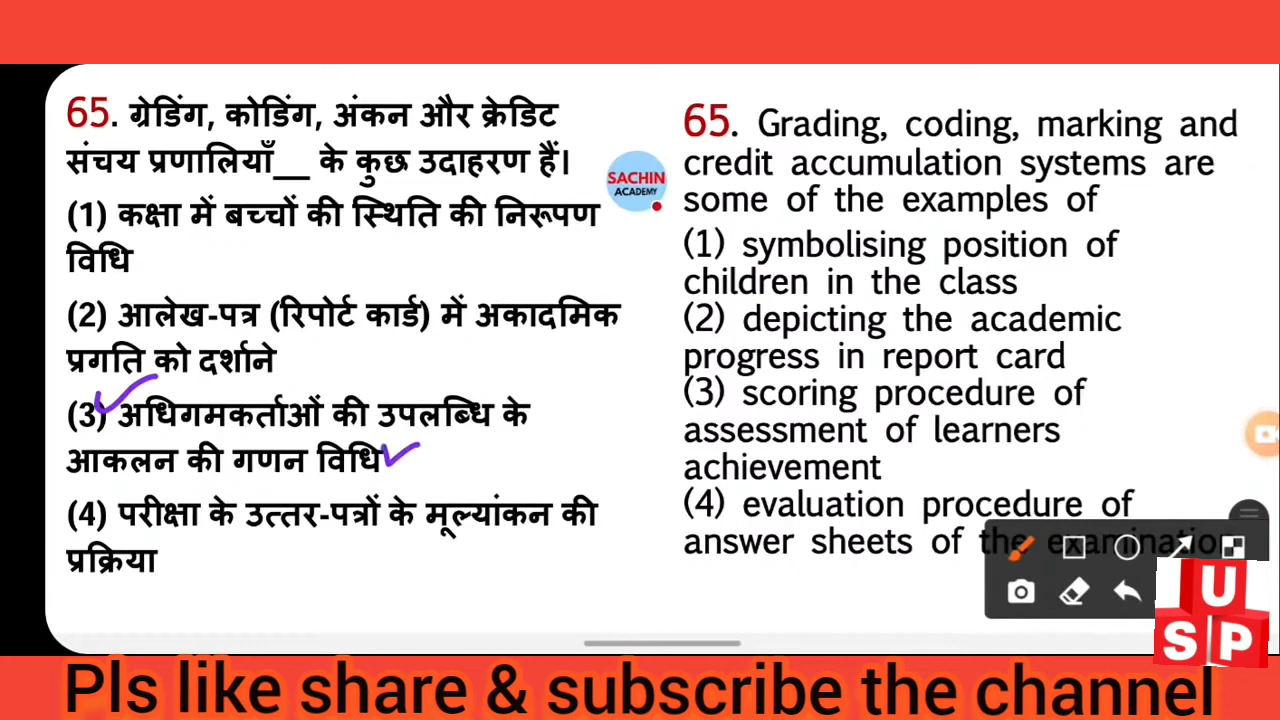 65. ग्रेडिंग, कोडिंग, अंकन और क्रेडिट
संचय प्रणालियाँ__ के कुछ उदाहरण हैं।
(1) कक्षा में बच्चों की स्थिति की निरूपण
विधि
(2) आलेख-पत्र (रिपोर्ट कार्ड) में अकादमिक
प्रगति को दर्शाने
(3) अधिगमकर्ताओं की उपलब्धि के
आकलन की गणन विधि
(4) परीक्षा के उत्तर-पत्रों के मूल्यांकन की
प्रक्रिया
SACHIN
ACADEMY
65. Grading, coding, marking and
credit accumulation systems are
some of the examples of
(1) symbolising position of
children in the class
(2) depicting the academic
progress in report card
(3) scoring procedure of
assessment of learners
achievement
(4) evaluation procedure of
answer sheets of the examination
U
S P
Pls like share & subscribe the channel